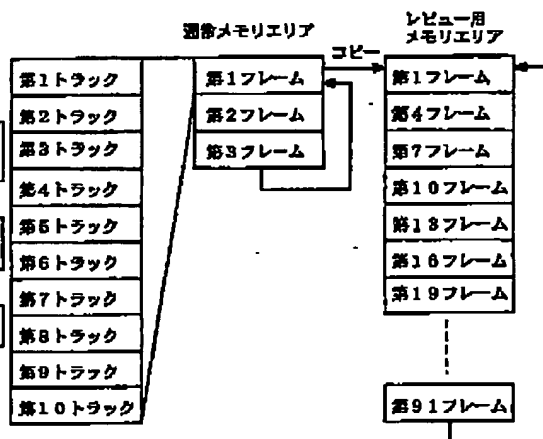 通常メモリエリア
レビュー用
メモリエリア
コピー
第1トラック
第2トラック
第3トラック
第4トラック
第5トラック
第6トラック
第7トラック
第8トラック
第9トラック
第10トラック
第1フレーム
第2フレーム
第3フレーム
第1フレーム
第4フレーム
第7フレーム
第10フレーム
第13フレーム
第16フレーム
第19フレーム
第91フレーム